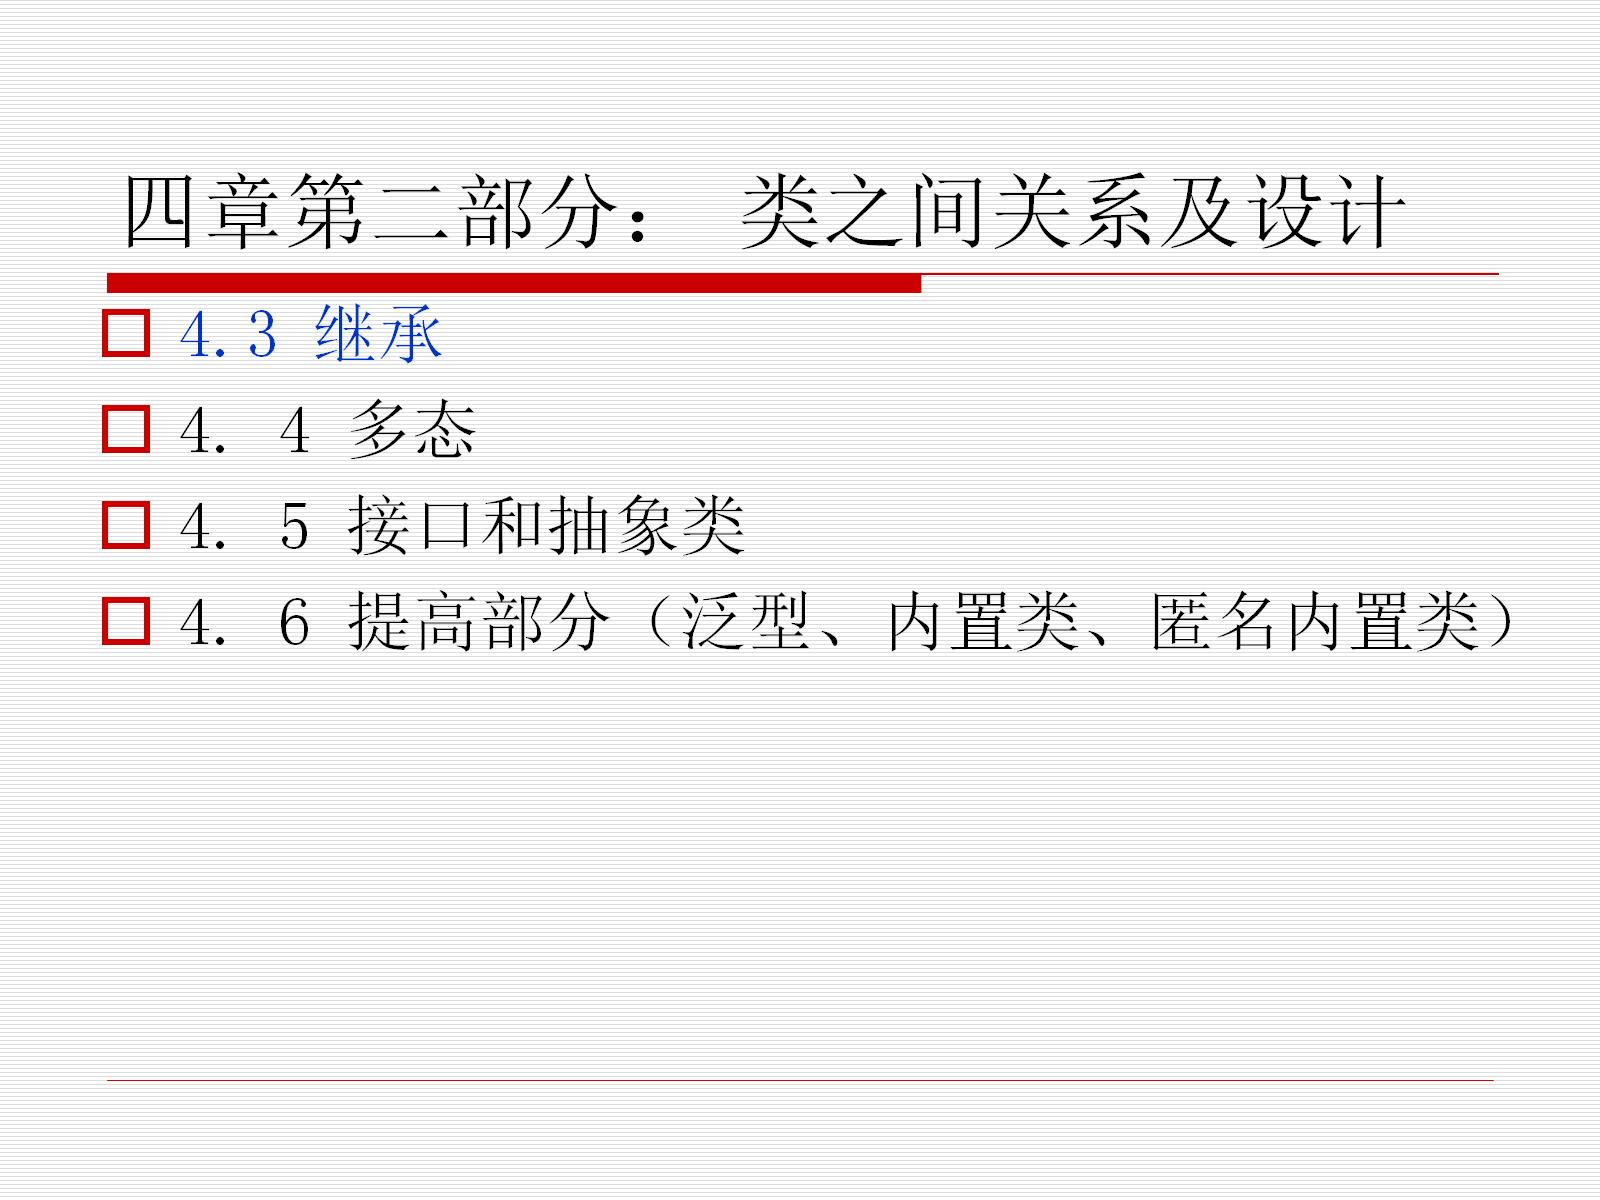 四章第二部分： 类之间关系及设计
4.3 继承
4. 4 多态
4. 5 接口和抽象类
4. 6 提高部分（泛型、内置类、匿名内置类）